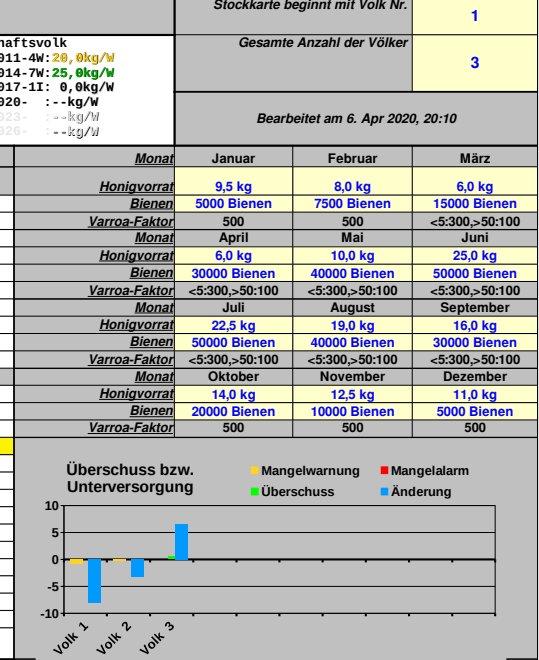 Stockkarte beginnt mit Volk Nr.
1
Gesamte Anzahl der Völker
3
haftsvolk
011-4W:20,0kg/W
014-7W:25,0kg/W
017-1I: 0,0kg/W
020- :--kg/W
023- :--kg/W
026- :--kg/W
Bearbeitet am 6. Apr 2020, 20:10
Monat Januar Februar März
Honigvorrat 9,5 kg 8,0 kg 6,0 kg
Bienen 5000 Bienen 7500 Bienen 15000 Bienen
Varroa-Faktor 500 500 <5:300,>50:100
Monat April Mai Juni
Honigvorrat 6,0 kg 10,0 kg 25,0 kg
Bienen 30000 Bienen 40000 Bienen 50000 Bienen
Varroa-Faktor <5:300,>50:100 <5:300,>50:100 <5:300,>50:100
Monat Juli August September
Honigvorrat 22,5 kg 19,0 kg 16,0 kg
Bienen 50000 Bienen 40000 Bienen 30000 Bienen
Varroa-Faktor <5:300,>50:100 <5:300,>50:100 <5:300,>50:100
Monat Oktober November Dezember
Honigvorrat 14,0 kg 12,5 kg 11,0 kg
Bienen 20000 Bienen 10000 Bienen 5000 Bienen
Varroa-Faktor 500 500 500
Überschuss bzw.
Unterversorgung
Mangelwarnung Mangelalarm
Überschuss Änderung
10
5
0
-5
-10
Volk 1 Volk 2 Volk 3